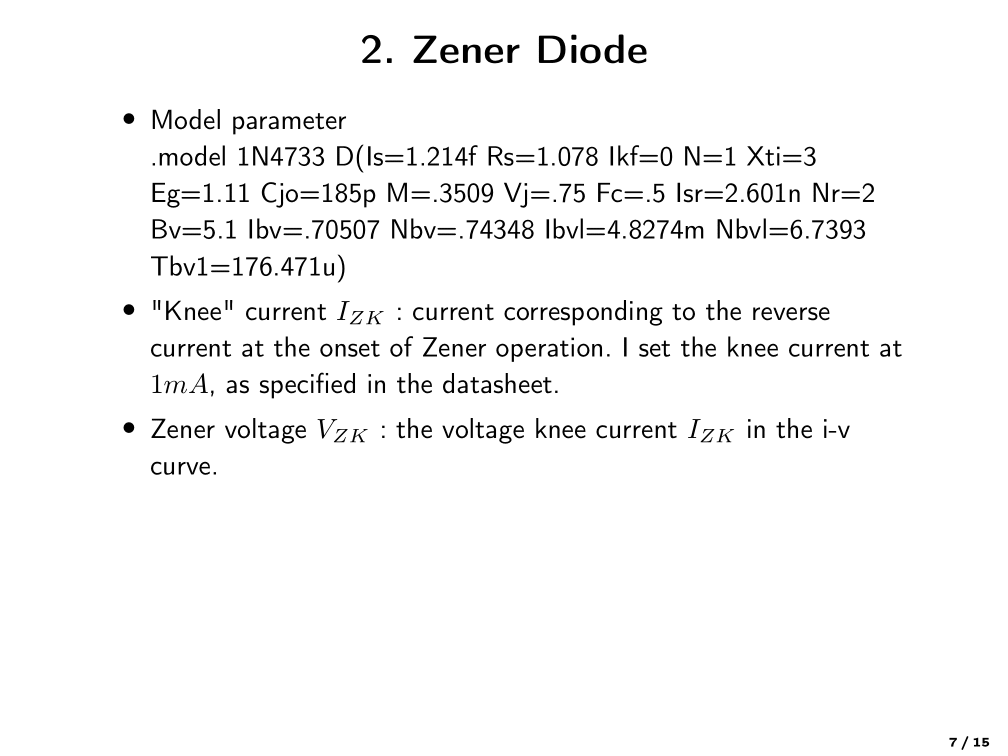 2. Zener Diode
• Model parameter
.model 1N4733 D(Is=1.214f Rs=1.078 Ikf=0 N=1 Xti=3
Eg=1.11 Cjo=185p M=.3509 Vj=.75 Fc=.5 Isr=2.601n Nr=2
Bv=5.1 Ibv=.70507 Nbv=.74348 Ibvl=4.8274m Nbvl=6.7393
Tbv1=176.471u)
• "Knee" current I_{ZK} : current corresponding to the reverse
current at the onset of Zener operation. I set the knee current at
1mA, as specified in the datasheet.
• Zener voltage V_{ZK} : the voltage knee current I_{ZK} in the i-v
curve.
7 / 15